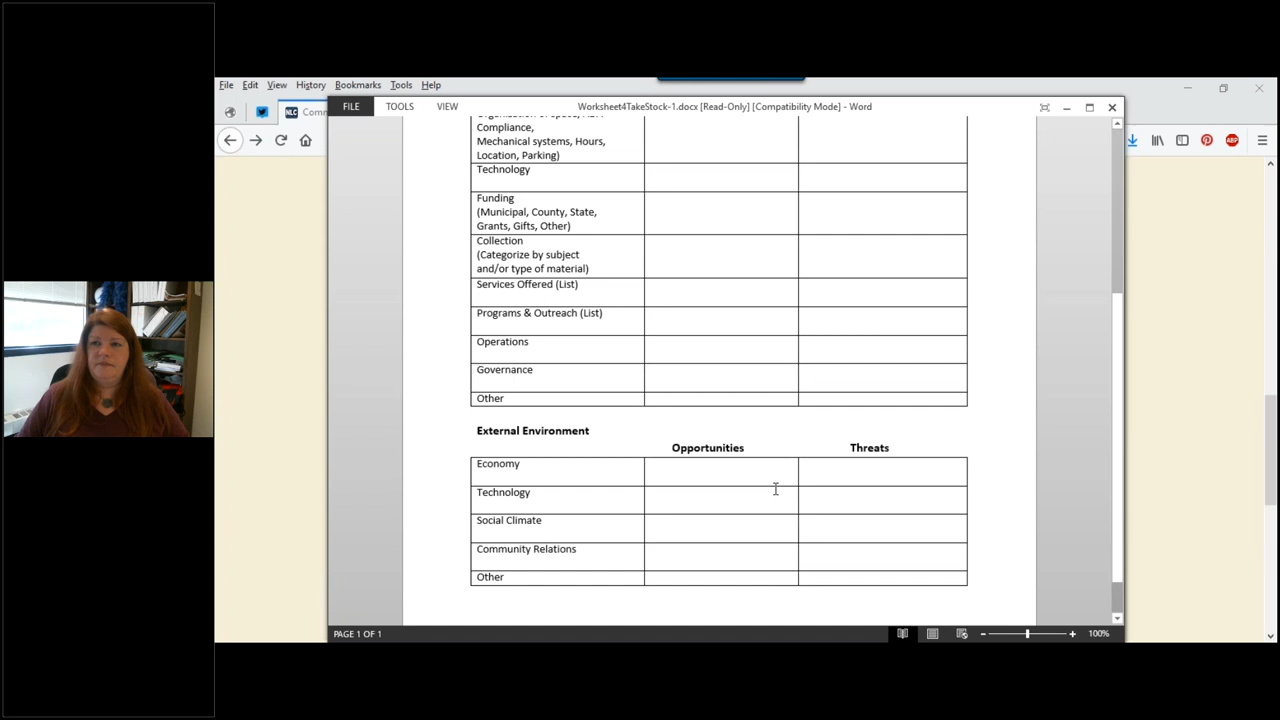 File Edit View History Bookmarks Tools Help
FILE TOOLS VIEW Worksheet4TakeStock-1.docx [Read-Only] [Compatibility Mode] - Word
NLC Comm
ABP
Compliance,
Mechanical systems, Hours,
Location, Parking)
Technology
Funding
(Municipal, County, State,
Grants, Gifts, Other)
Collection
(Categorize by subject
and/or type of material)
Services Offered (List)
Programs & Outreach (List)
Operations
Governance
Other
External Environment
Opportunities Threats
Economy
Technology
Social Climate
Community Relations
Other
PAGE 1 OF 1 100%